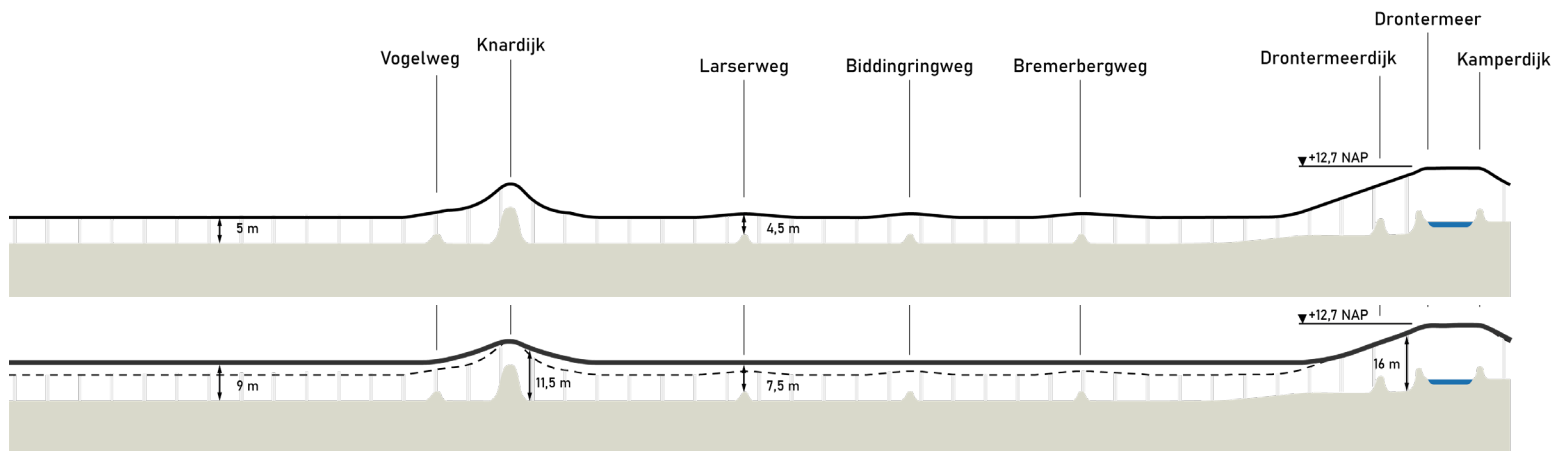 Drontermeer
Knardijk
Vogelweg
Drontermeerdijk
Kamperdijk
Larserweg
Biddingringweg
Bremerbergweg
+12,7 NAP
5 m
4,5 m
+12,7 NAP
16 m
9 m
11,5 m
7,5 m